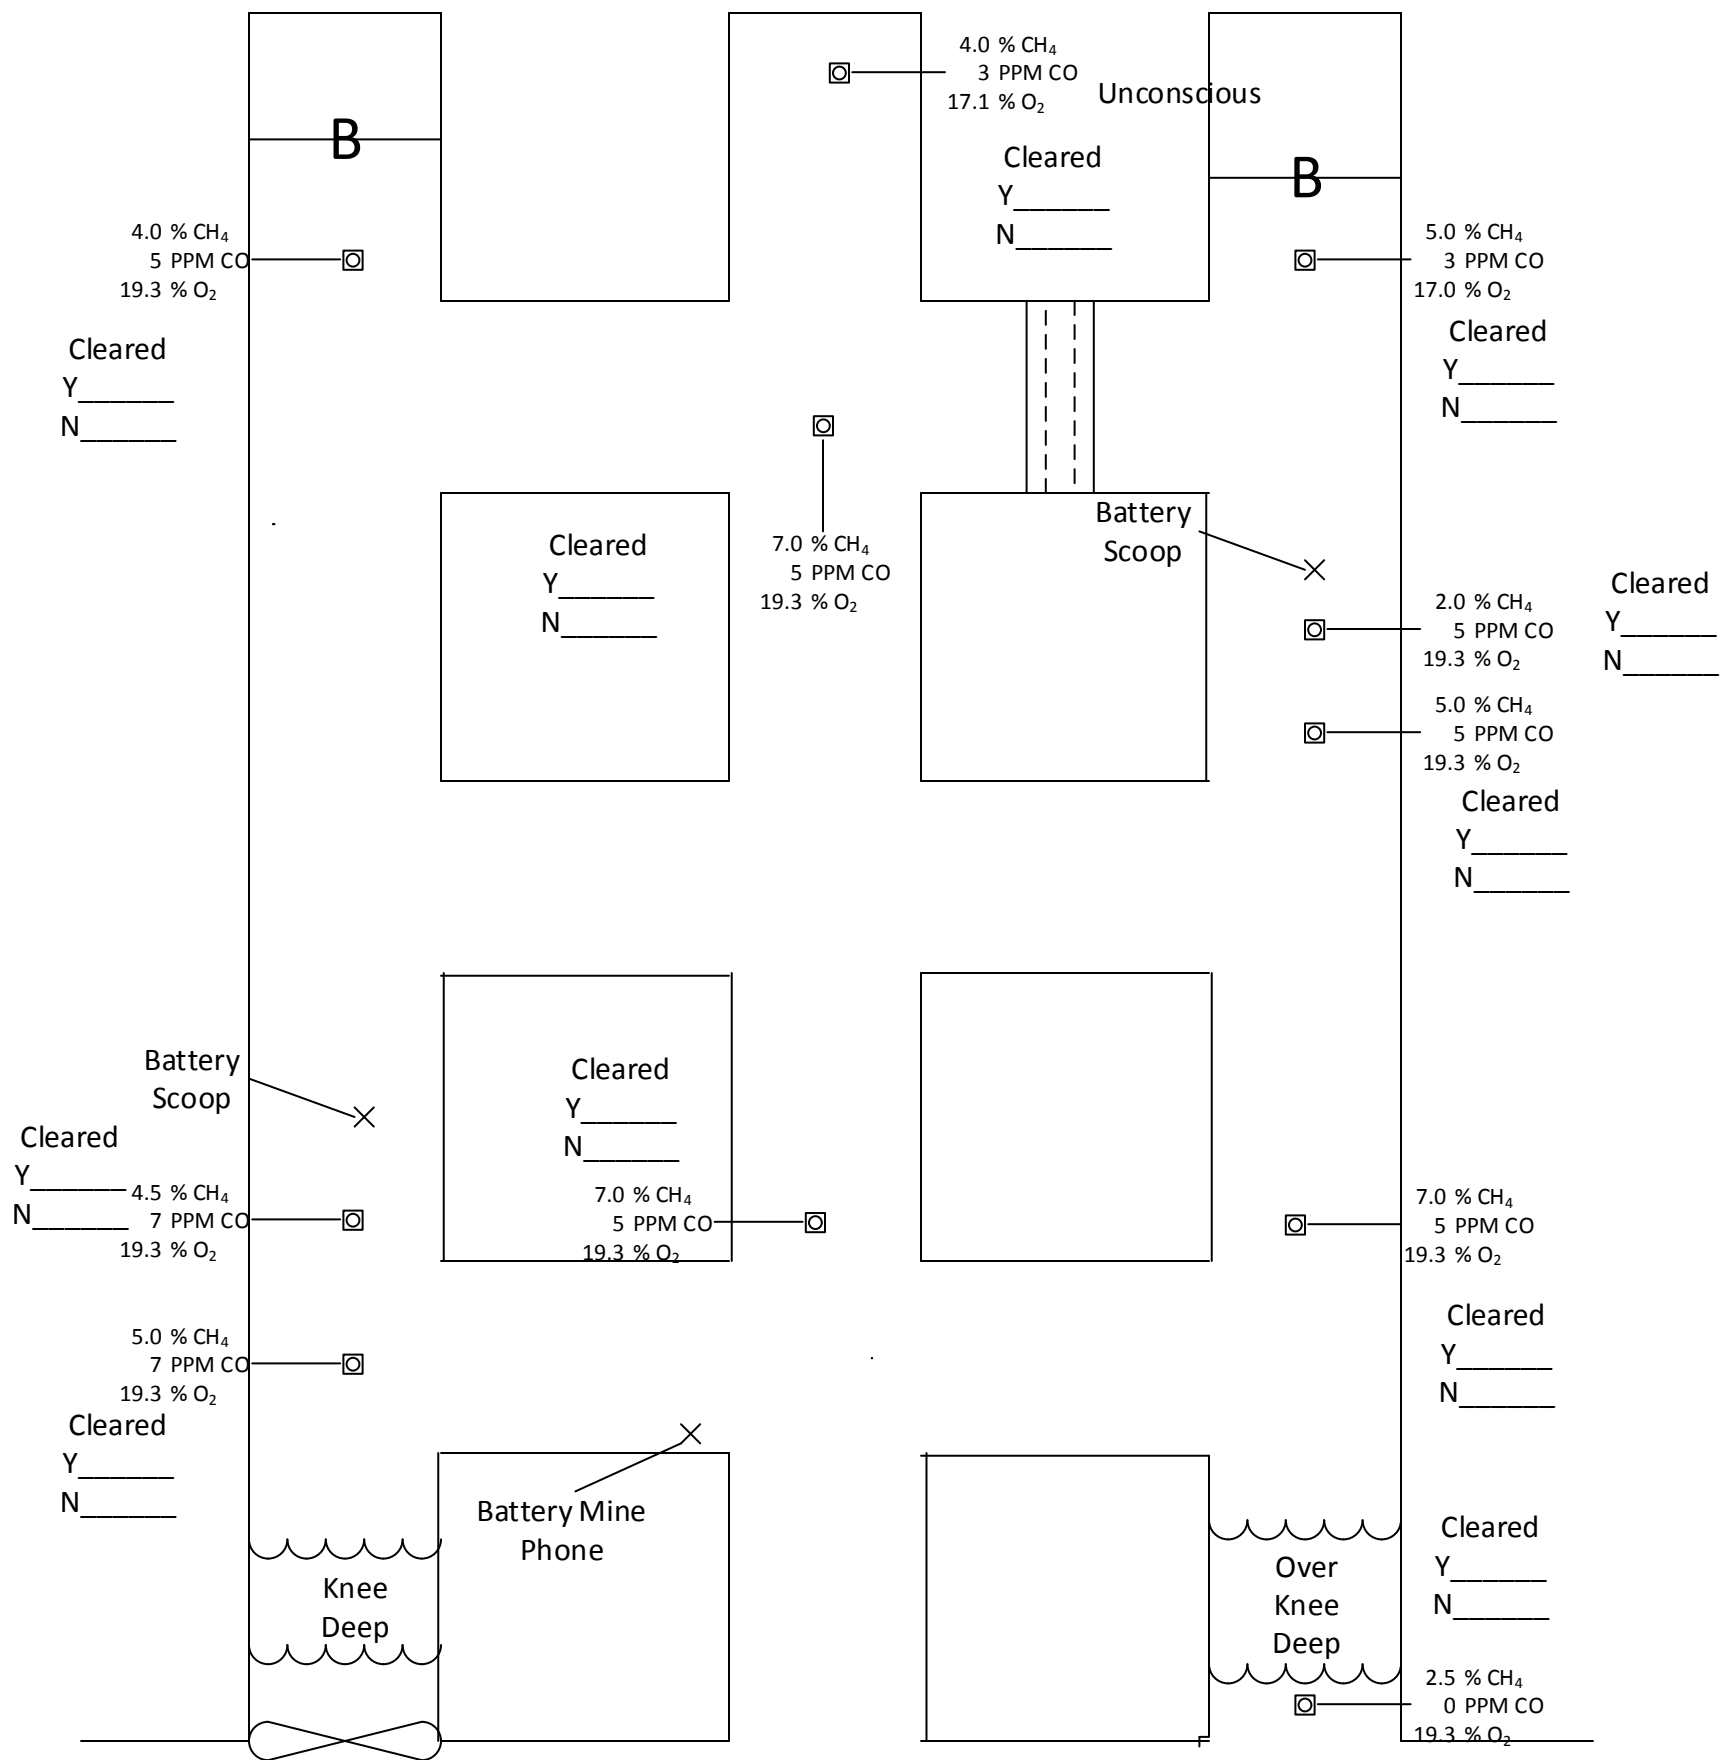 4.0 % CH₄
3 PPM CO
17.1 % O₂
Unconscious
Cleared
Y______
N______
B
B
4.0 % CH₄
5 PPM CO
19.3 % O₂
Cleared
Y______
N______
5.0 % CH₄
3 PPM CO
17.0 % O₂
Cleared
Y______
N______
Cleared
Y______
N______
7.0 % CH₄
5 PPM CO
19.3 % O₂
Battery
Scoop
2.0 % CH₄
5 PPM CO
19.3 % O₂
Cleared
Y______
N______
5.0 % CH₄
5 PPM CO
19.3 % O₂
Cleared
Y______
N______
Battery
Scoop
Cleared
Y______
N______
4.5 % CH₄
7 PPM CO
19.3 % O₂
Cleared
Y______
N______
7.0 % CH₄
5 PPM CO
19.3 % O₂
7.0 % CH₄
5 PPM CO
19.3 % O₂
Cleared
Y______
N______
5.0 % CH₄
7 PPM CO
19.3 % O₂
Cleared
Y______
N______
Battery Mine
Phone
Knee
Deep
Over
Knee
Deep
Cleared
Y______
N______
2.5 % CH₄
0 PPM CO
19.3 % O₂